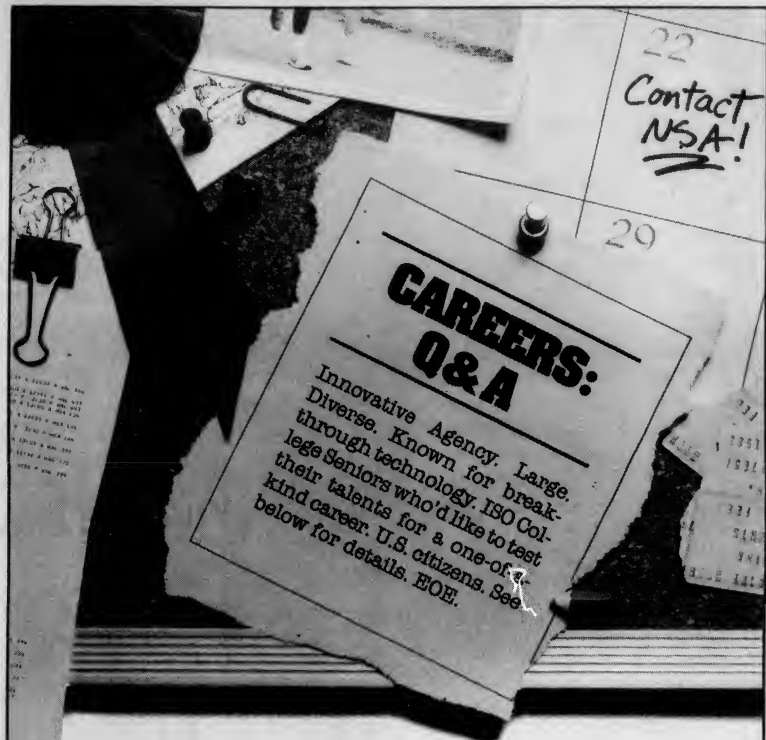 22
Contact
NSA!
29
CAREERS:
Q&A
Innovative Agency. Large.
Diverse. Known for break-
through technology. ISO Col-
lege Seniors who'd like to test
their talents for a one-of-a
kind career. U.S. citizens. See
below for details. EOE.